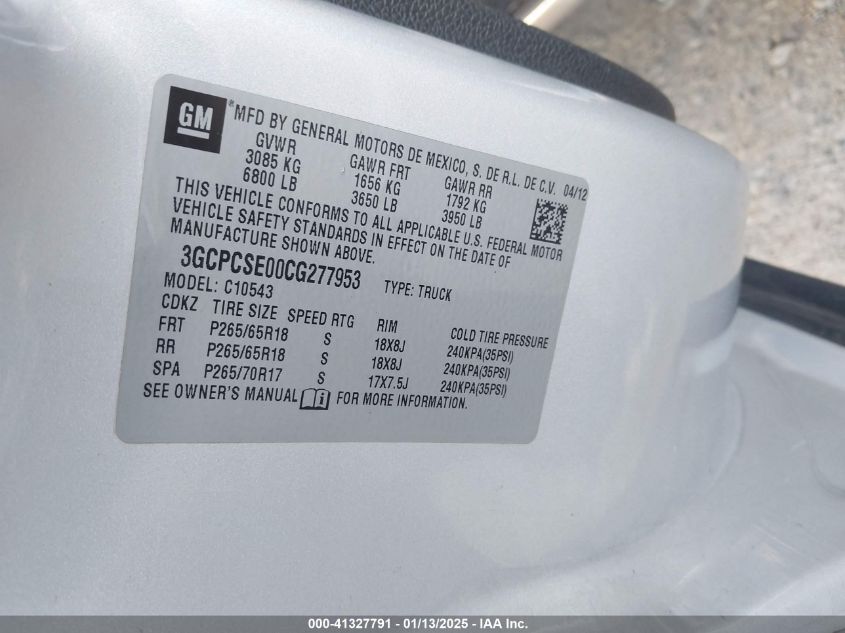 GM
®MFD BY GENERAL MOTORS DE MEXICO, S. DE R.L. DE C.V. 04/12
GVWR GAWR FRT GAWR RR
3085 KG 1656 KG 1792 KG
6800 LB 3650 LB 3950 LB
THIS VEHICLE CONFORMS TO ALL APPLICABLE U.S. FEDERAL MOTOR
VEHICLE SAFETY STANDARDS IN EFFECT ON THE DATE OF
MANUFACTURE SHOWN ABOVE.
3GCPCSE00CG277953 TYPE: TRUCK
MODEL: C10543
CDKZ TIRE SIZE SPEED RTG RIM COLD TIRE PRESSURE
FRT P265/65R18 S 18X8J 240KPA(35PSI)
RR P265/65R18 S 18X8J 240KPA(35PSI)
SPA P265/70R17 S 17X7.5J 240KPA(35PSI)
SEE OWNER'S MANUAL i FOR MORE INFORMATION.
000-41327791 — 01/13/2025 - IAA Inc.